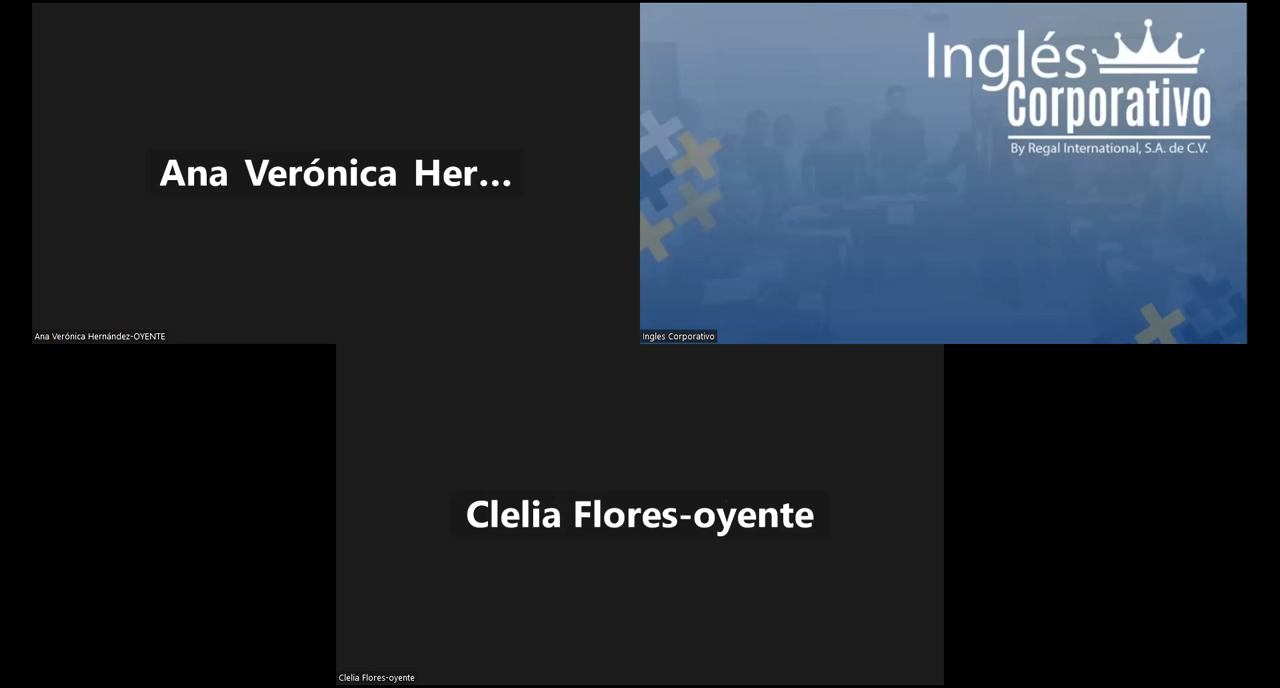 Ana Verónica Her...
Ana Verónica Hernández-OYENTE
Inglés
Corporativo
By Regal International, S.A. de C.V.
Ingles Corporativo
Clelia Flores-oyente
Clelia Flores-oyente